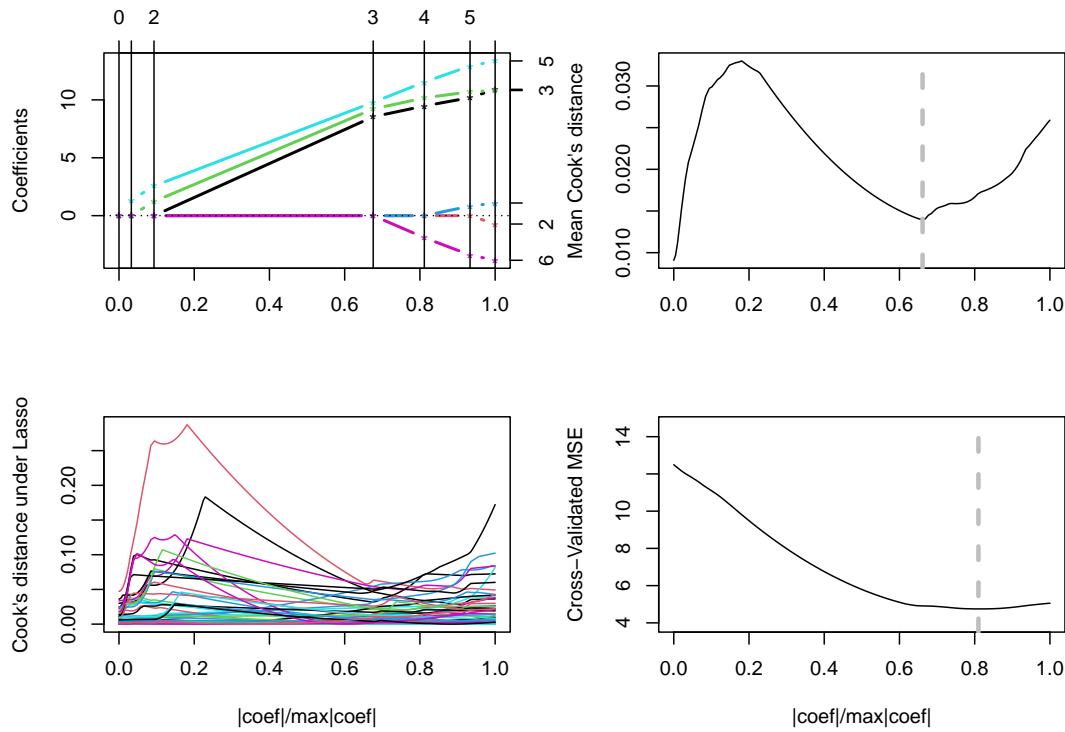 0 2 3 4 5
Coefficients
10
5
0
5
3
2
6
0.0 0.2 0.4 0.6 0.8 1.0
Mean Cook's distance
0.030
0.020
0.010
0.0 0.2 0.4 0.6 0.8 1.0
Cook's distance under Lasso
0.20
0.10
0.00
0.0 0.2 0.4 0.6 0.8 1.0
|coef|/max|coef|
Cross−Validated MSE
14
12
10
8
6
4
0.0 0.2 0.4 0.6 0.8 1.0
|coef|/max|coef|